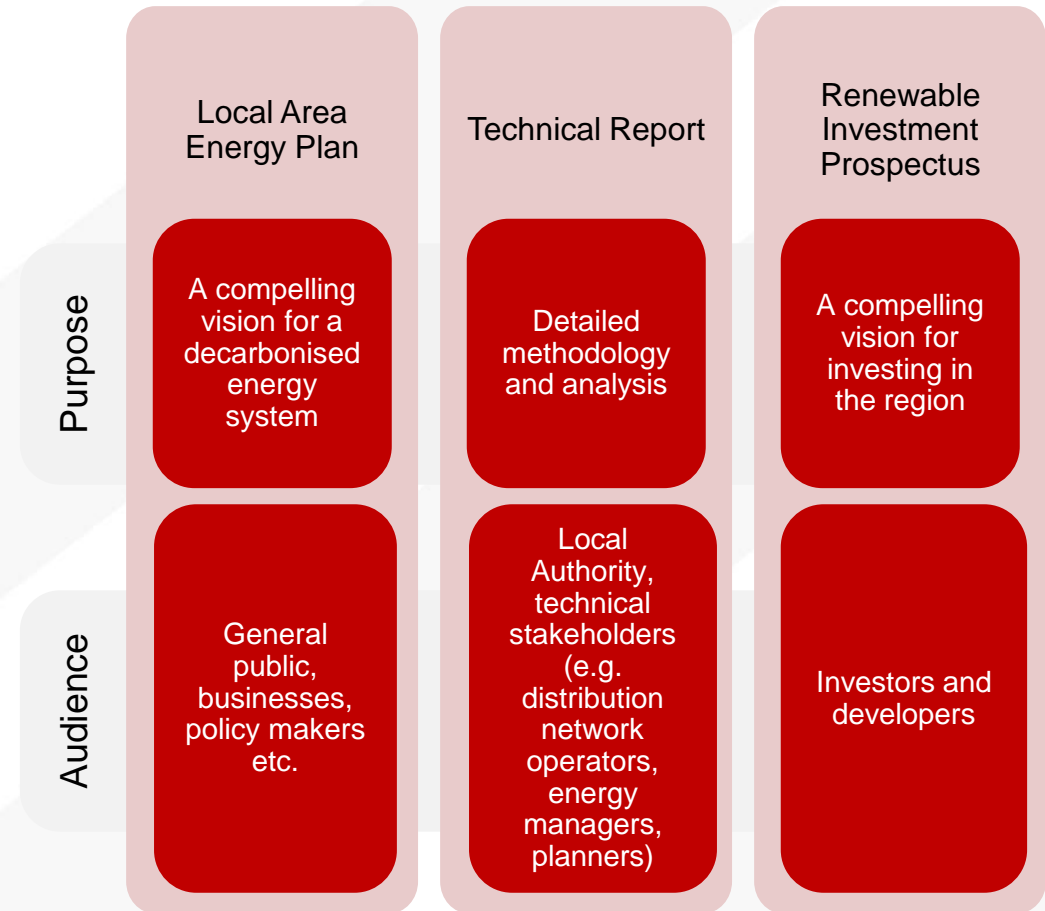 Local Area
Energy Plan
Technical Report
Renewable
Investment
Prospectus
Purpose
A compelling
vision for a
decarbonised
energy
system
Detailed
methodology
and analysis
A compelling
vision for
investing in
the region
Audience
General
public,
businesses,
policy makers
etc.
Local
Authority,
technical
stakeholders
(e.g.
distribution
network
operators,
energy
managers,
planners)
Investors and
developers